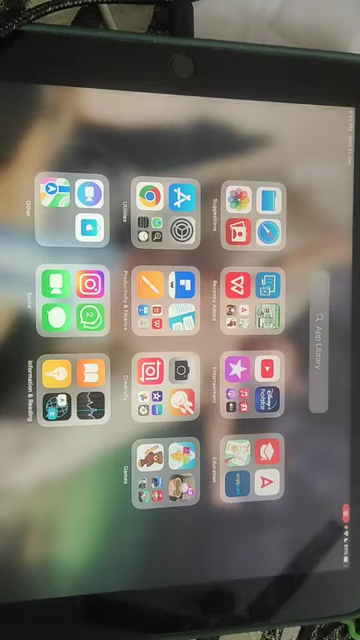 App Library
Suggestions
Recently Added
Entertainment
Education
Utilities
Productivity & Finance
Creativity
Games
Other
Social
Information & Reading